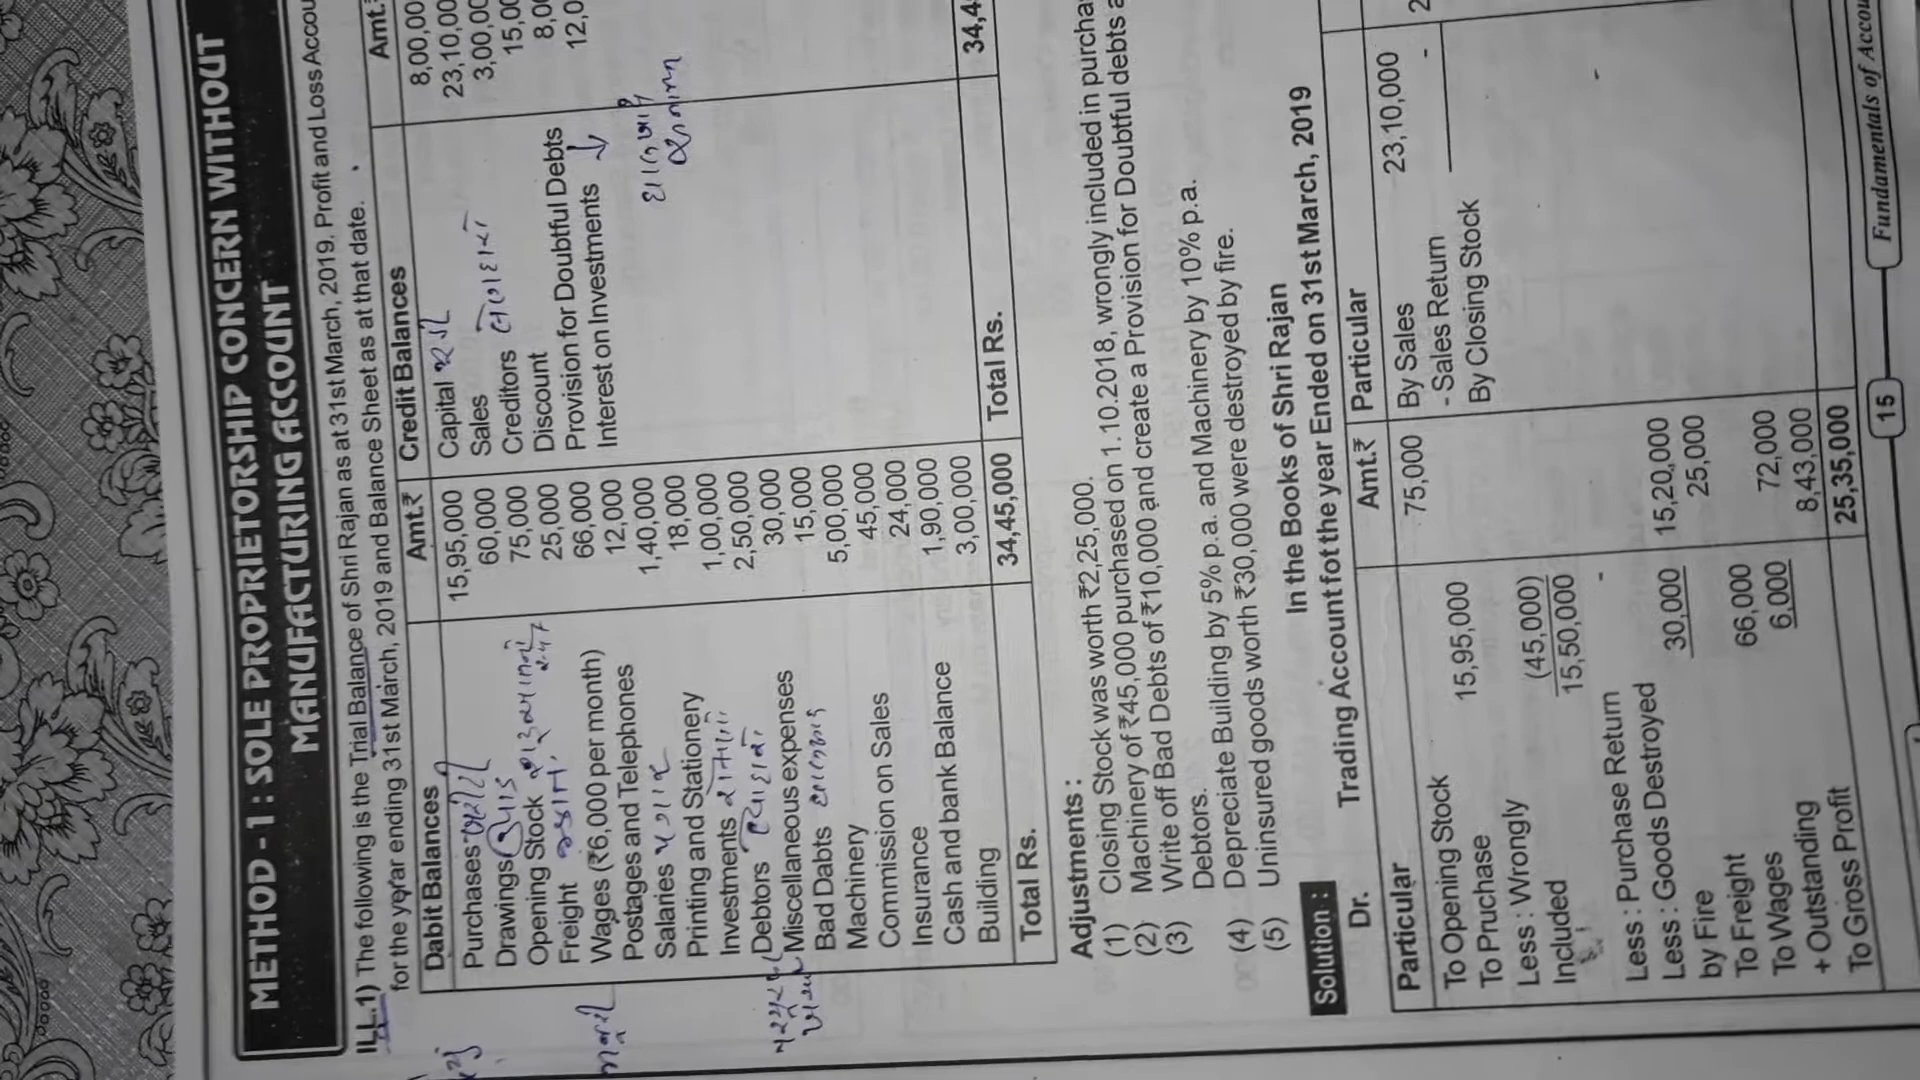 METHOD - 1 : SOLE PROPRIETORSHIP CONCERN WITHOUT
MANUFACTURING ACCOUNT
ILL.1) The following is the Trial Balance of Shri Rajan as at 31st March, 2019, Profit and Loss Accou
for the year ending 31st March, 2019 and Balance Sheet as at that date.
Dabit Balances Amt.₹ Credit Balances Amt.
Purchases 15,95,000 Capital 8,00,00
Drawings 60,000 Sales 23,10,00
Opening Stock 75,000 Creditors 3,00,00
Freight 25,000 Discount 15,00
Wages (₹6,000 per month) 66,000 Provision for Doubtful Debts 8,0
Postages and Telephones 12,000 Interest on Investments 12,0
Salaries 1,40,000
Printing and Stationery 18,000
Investments 1,00,000
Debtors 2,50,000
Miscellaneous expenses 30,000
Bad Dabts 15,000
Machinery 5,00,000
Commission on Sales 45,000
Insurance 24,000
Cash and bank Balance 1,90,000
Building 3,00,000
Total Rs. 34,45,000 Total Rs. 34,4
Adjustments :
(1) Closing Stock was worth ₹2,25,000.
(2) Machinery of ₹45,000 purchased on 1.10.2018, wrongly included in purcha
(3) Write off Bad Debts of ₹10,000 and create a Provision for Doubtful debts a
Debtors.
(4) Depreciate Building by 5% p.a. and Machinery by 10% p.a.
(5) Uninsured goods worth ₹30,000 were destroyed by fire.
Solution : In the Books of Shri Rajan
Dr. Trading Account fot the year Ended on 31st March, 2019
Particular Amt.₹ Particular
To Opening Stock 75,000 By Sales 23,10,000
To Pruchase 15,95,000 - Sales Return - 2
Less : Wrongly By Closing Stock
Included (45,000)
15,50,000
Less : Purchase Return -
Less : Goods Destroyed
by Fire 30,000 15,20,000
To Freight 25,000
To Wages 66,000
+ Outstanding 6,000 72,000
To Gross Profit 8,43,000
25,35,000
15 Fundamentals of Accou